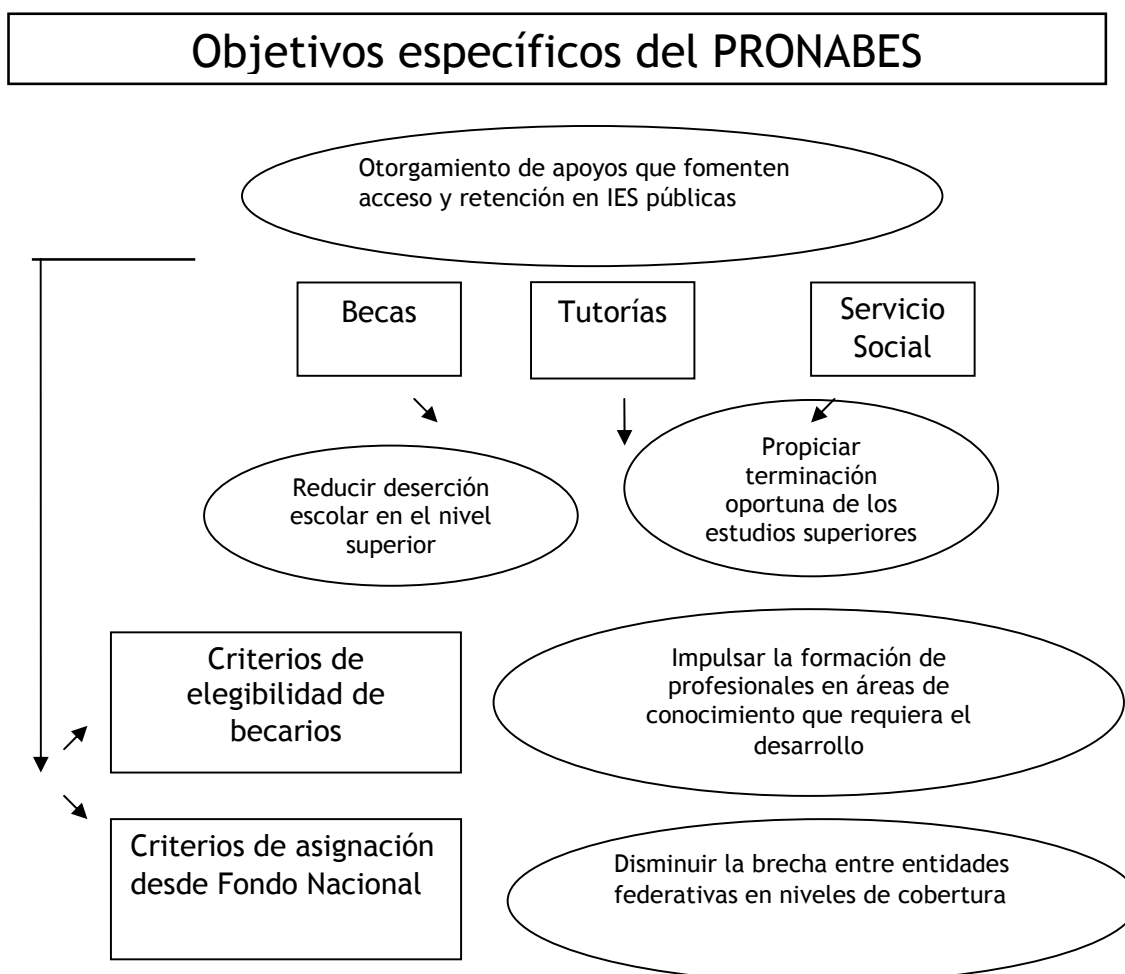 Objetivos específicos del PRONABES
Otorgamiento de apoyos que fomenten
acceso y retención en IES públicas
Becas
Tutorías
Servicio
Social
Reducir deserción
escolar en el nivel
superior
Propiciar
terminación
oportuna de los
estudios superiores
Criterios de
elegibilidad de
becarios
Impulsar la formación de
profesionales en áreas de
conocimiento que requiera el
desarrollo
Criterios de asignación
desde Fondo Nacional
Disminuir la brecha entre entidades
federativas en niveles de cobertura